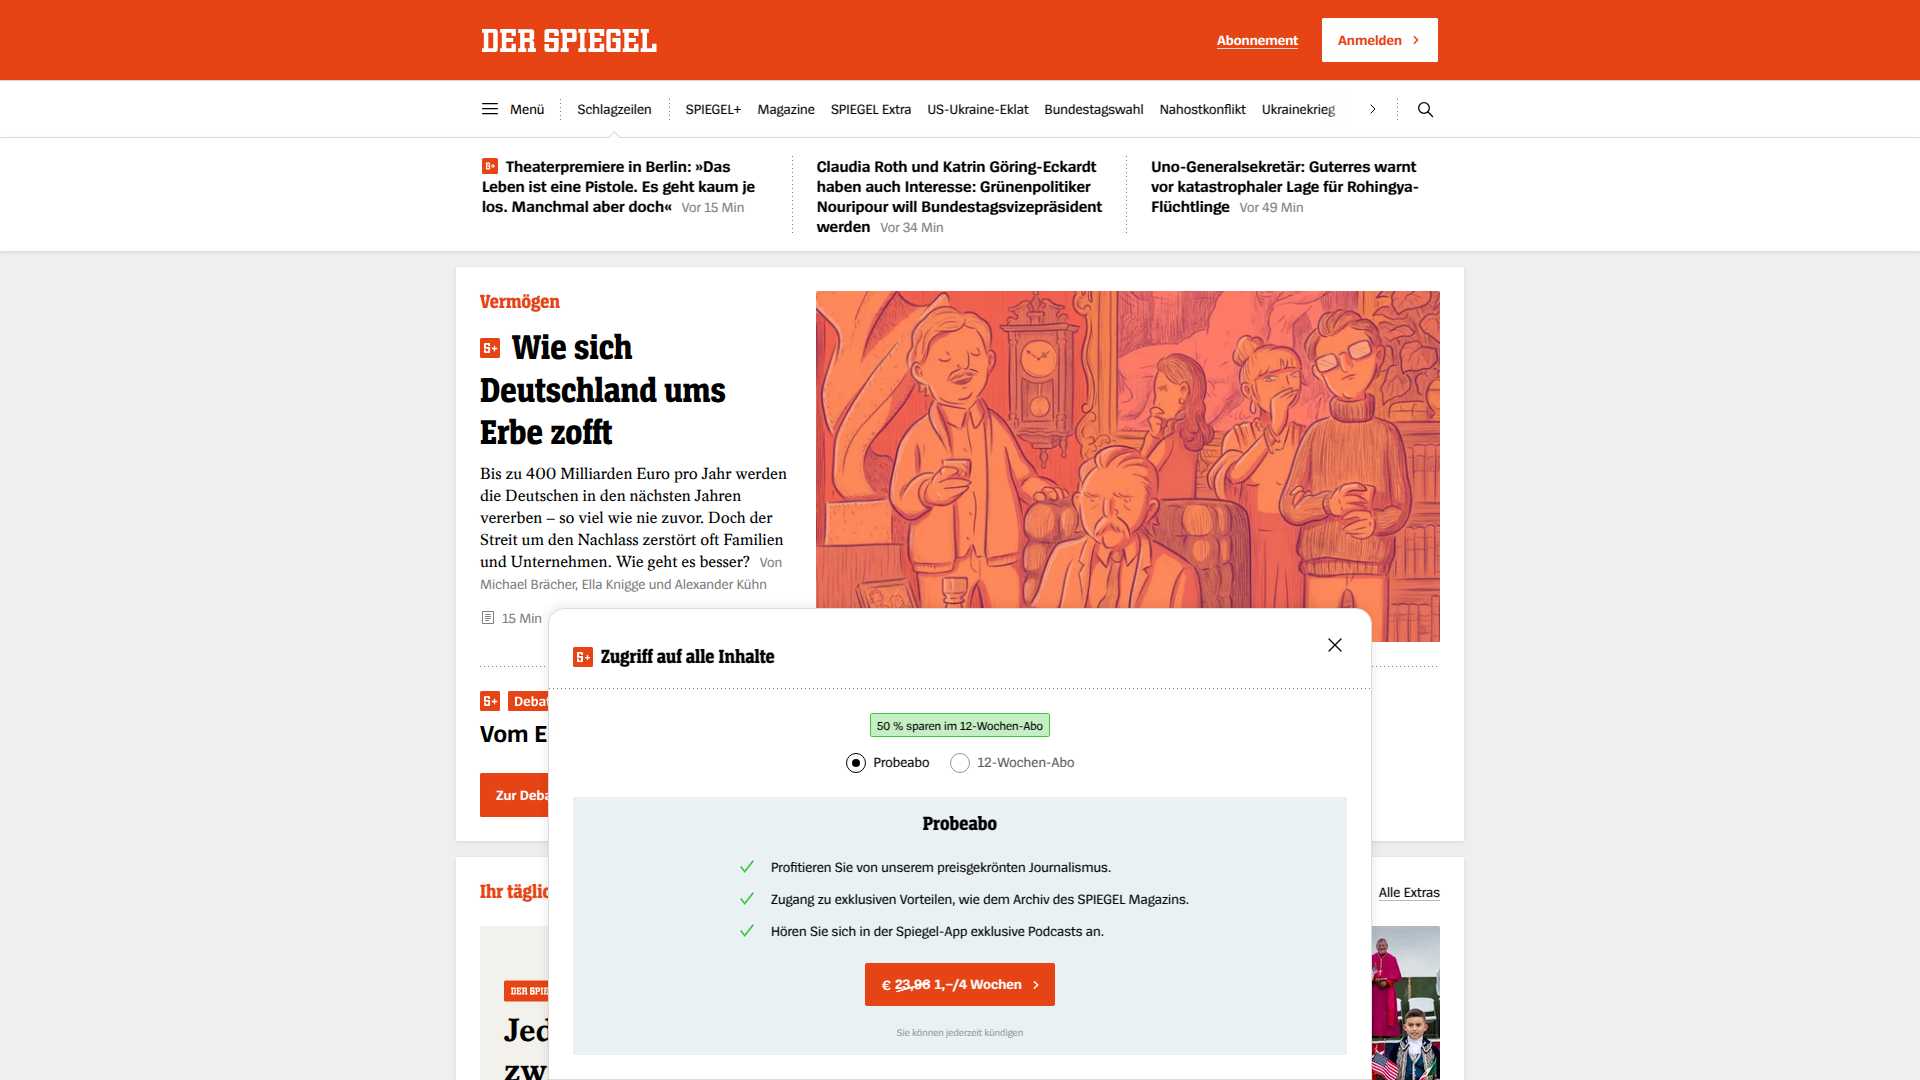 DER SPIEGEL
Abonnement
Anmelden
Menü
Schlagzeilen
SPIEGEL+
Magazine
SPIEGEL Extra
US-Ukraine-Eklat
Bundestagswahl
Nahostkonflikt
Ukrainekrieg
Theaterpremiere in Berlin: »Das
Leben ist eine Pistole. Es geht kaum je
los. Manchmal aber doch« Vor 15 Min
Claudia Roth und Katrin Göring-Eckardt
haben auch Interesse: Grünenpolitiker
Nouripour will Bundestagsvizepräsident
werden Vor 34 Min
Uno-Generalsekretär: Guterres warnt
vor katastrophaler Lage für Rohingya-
Flüchtlinge Vor 49 Min
Vermögen
S+ Wie sich
Deutschland ums
Erbe zofft
Bis zu 400 Milliarden Euro pro Jahr werden
die Deutschen in den nächsten Jahren
vererben – so viel wie nie zuvor. Doch der
Streit um den Nachlass zerstört oft Familien
und Unternehmen. Wie geht es besser? Von
Michael Brächer, Ella Knigge und Alexander Kühn
15 Min
S+ Zugriff auf alle Inhalte
50 % sparen im 12-Wochen-Abo
Probeabo
12-Wochen-Abo
Probeabo
Profitieren Sie von unserem preisgekrönten Journalismus.
Zugang zu exklusiven Vorteilen, wie dem Archiv des SPIEGEL Magazins.
Hören Sie sich in der Spiegel-App exklusive Podcasts an.
€ 23,96 1,–/4 Wochen
Sie können jederzeit kündigen
S+ Debat
Vom E
Zur Deba
Ihr täglic
Alle Extras
DER SPIE
Jed
zw